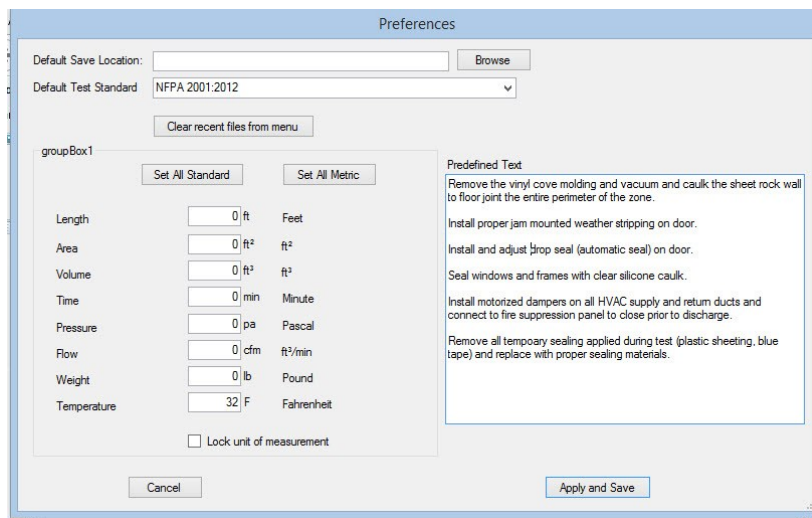 Preferences
Default Save Location:
Browse
Default Test Standard
NFPA 2001:2012
Clear recent files from menu
groupBox1
Set All Standard
Set All Metric
Length
0 ft
Feet
Area
0 ft²
ft²
Volume
0 ft³
ft³
Time
0 min
Minute
Pressure
0 pa
Pascal
Flow
0 cfm
ft³/min
Weight
0 lb
Pound
Temperature
32 F
Fahrenheit
Lock unit of measurement
Predefined Text
Remove the vinyl cove molding and vacuum and caulk the sheet rock wall
to floor joint the entire perimeter of the zone.
Install proper jam mounted weather stripping on door.
Install and adjust drop seal (automatic seal) on door.
Seal windows and frames with clear silicone caulk.
Install motorized dampers on all HVAC supply and return ducts and
connect to fire suppression panel to close prior to discharge.
Remove all tempoary sealing applied during test (plastic sheeting, blue
tape) and replace with proper sealing materials.
Cancel
Apply and Save